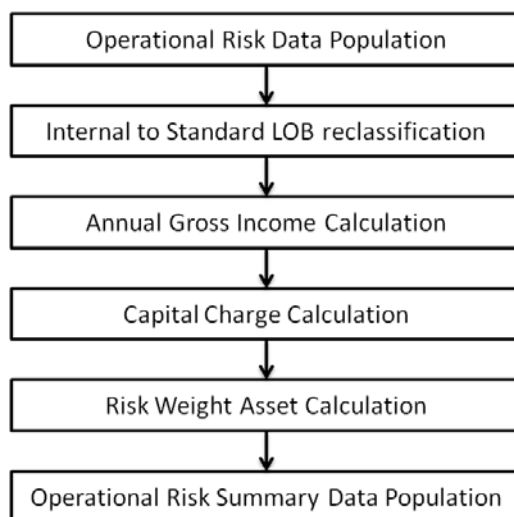 Operational Risk Data Population
Internal to Standard LOB reclassification
Annual Gross Income Calculation
Capital Charge Calculation
Risk Weight Asset Calculation
Operational Risk Summary Data Population